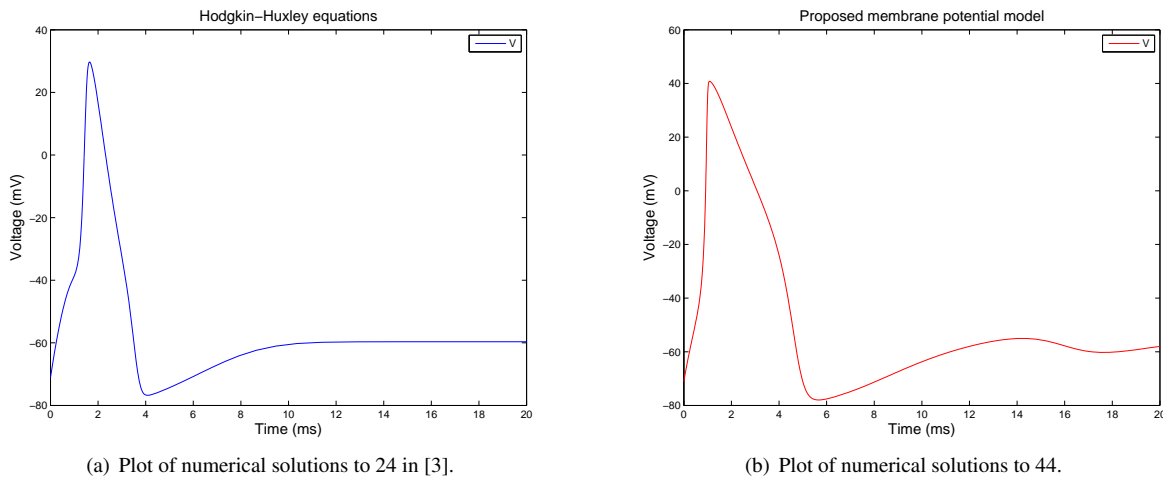 Hodgkin−Huxley equations
40
20
0
−20
−40
−60
−80
Voltage (mV)
V
0 2 4 6 8 10 12 14 16 18 20
Time (ms)
(a) Plot of numerical solutions to 24 in [3].
Proposed membrane potential model
60
40
20
0
−20
−40
−60
−80
Voltage (mV)
V
0 2 4 6 8 10 12 14 16 18 20
Time (ms)
(b) Plot of numerical solutions to 44.